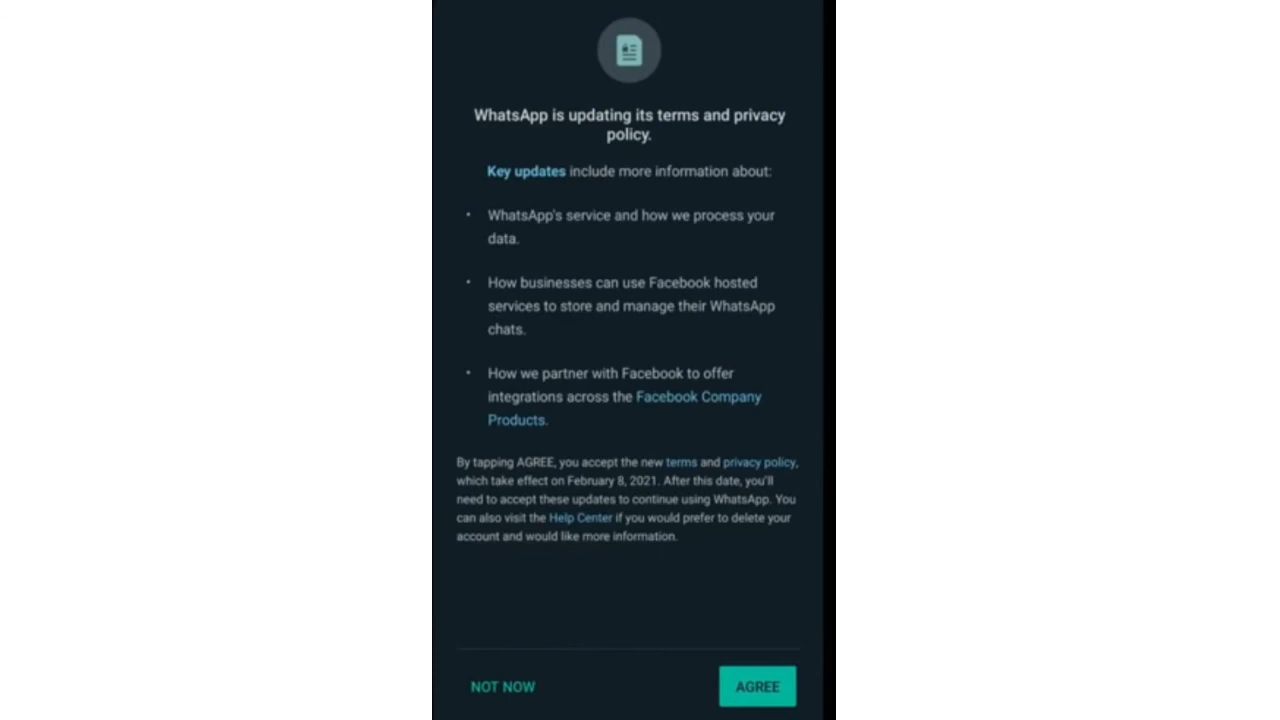 WhatsApp is updating its terms and privacy
policy.
Key updates include more information about:
• WhatsApp's service and how we process your
data.
• How businesses can use Facebook hosted
services to store and manage their WhatsApp
chats.
• How we partner with Facebook to offer
integrations across the Facebook Company
Products.
By tapping AGREE, you accept the new terms and privacy policy,
which take effect on February 8, 2021. After this date, you'll
need to accept these updates to continue using WhatsApp. You
can also visit the Help Center if you would prefer to delete your
account and would like more information.
NOT NOW AGREE